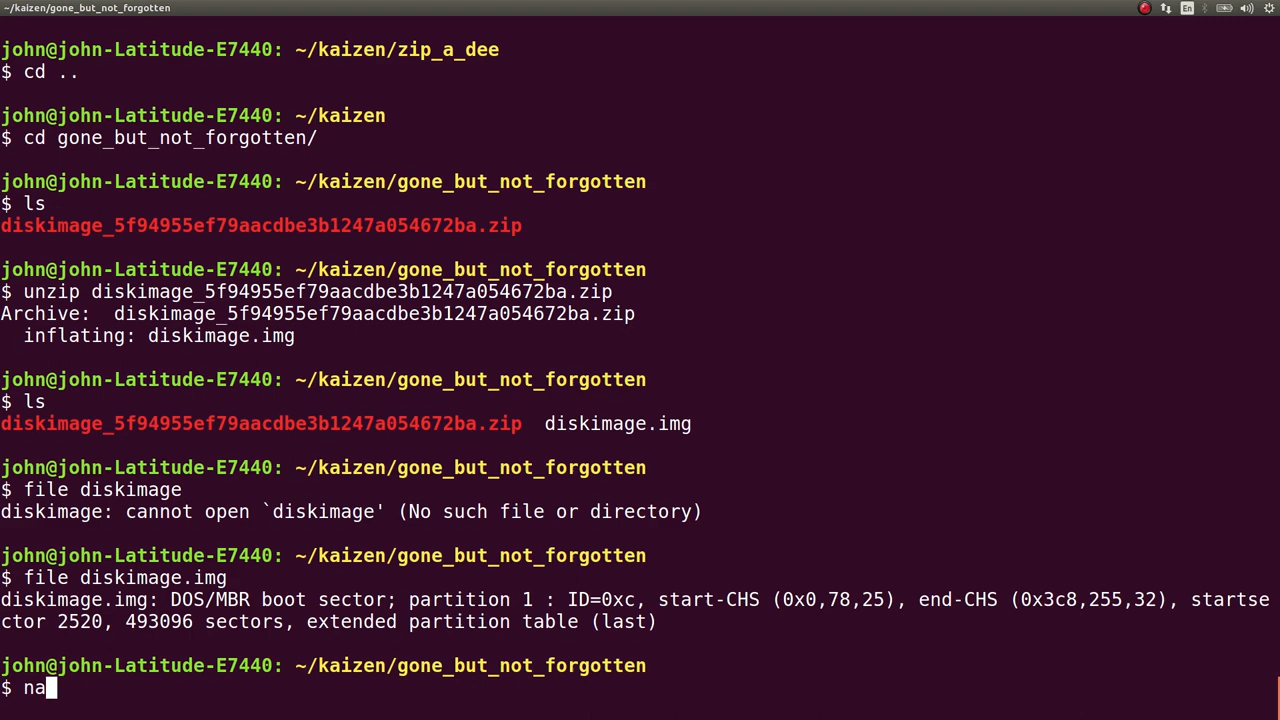 ~/kaizen/gone_but_not_forgotten
En
john@john-Latitude-E7440: ~/kaizen/zip_a_dee
$ cd ..
john@john-Latitude-E7440: ~/kaizen
$ cd gone_but_not_forgotten/
john@john-Latitude-E7440: ~/kaizen/gone_but_not_forgotten
$ ls
diskimage_5f94955ef79aacdbe3b1247a054672ba.zip
john@john-Latitude-E7440: ~/kaizen/gone_but_not_forgotten
$ unzip diskimage_5f94955ef79aacdbe3b1247a054672ba.zip
Archive:  diskimage_5f94955ef79aacdbe3b1247a054672ba.zip
  inflating: diskimage.img
john@john-Latitude-E7440: ~/kaizen/gone_but_not_forgotten
$ ls
diskimage_5f94955ef79aacdbe3b1247a054672ba.zip  diskimage.img
john@john-Latitude-E7440: ~/kaizen/gone_but_not_forgotten
$ file diskimage
diskimage: cannot open `diskimage' (No such file or directory)
john@john-Latitude-E7440: ~/kaizen/gone_but_not_forgotten
$ file diskimage.img
diskimage.img: DOS/MBR boot sector; partition 1 : ID=0xc, start-CHS (0x0,78,25), end-CHS (0x3c8,255,32), startse
ctor 2520, 493096 sectors, extended partition table (last)
john@john-Latitude-E7440: ~/kaizen/gone_but_not_forgotten
$ na